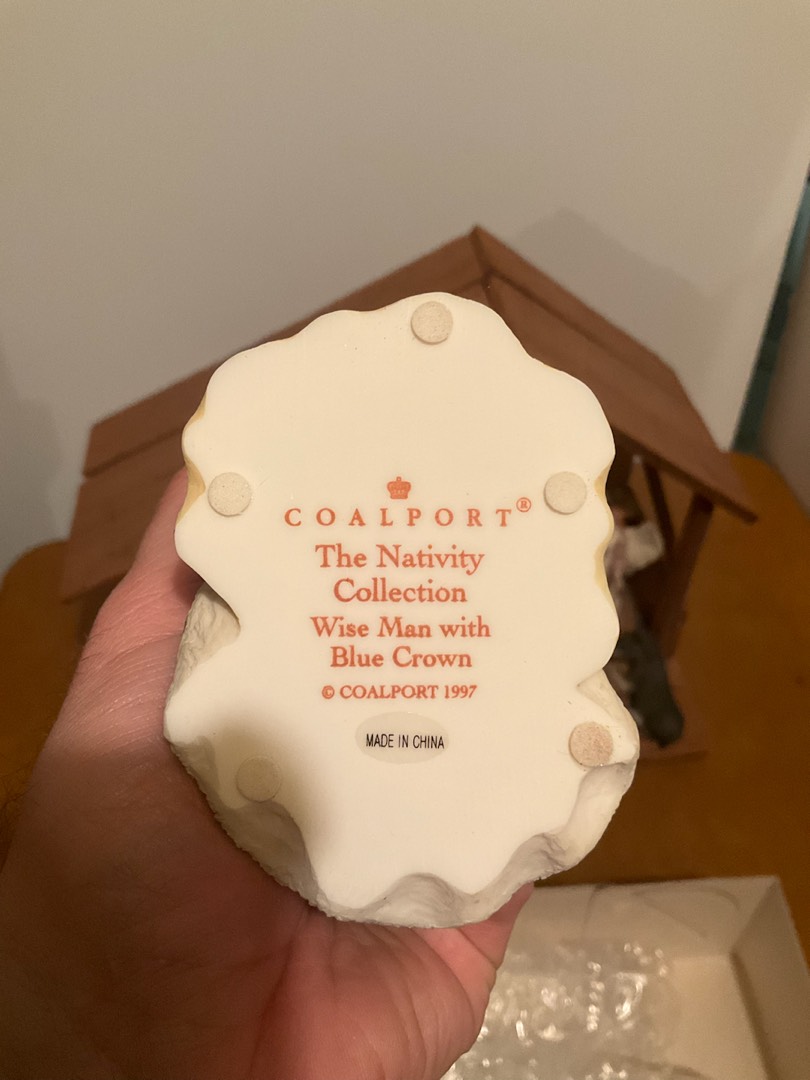 COALPORT®
The Nativity
Collection
Wise Man with
Blue Crown
© COALPORT 1997
MADE IN CHINA